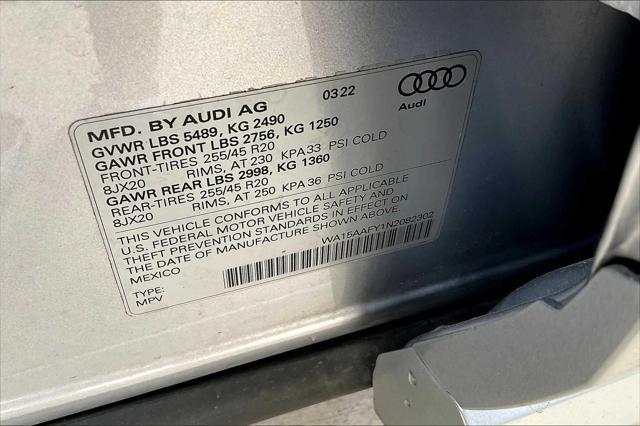 03 22
Audi
MFD. BY AUDI AG
GVWR LBS 5489, KG 2490
GAWR FRONT LBS 2756, KG 1250
FRONT-TIRES 255/45 R20
8JX20 RIMS, AT 230 KPA 33 PSI COLD
GAWR REAR LBS 2998, KG 1360
REAR-TIRES 255/45 R20
8JX20 RIMS, AT 250 KPA 36 PSI COLD
THIS VEHICLE CONFORMS TO ALL APPLICABLE
U.S. FEDERAL MOTOR VEHICLE SAFETY AND
THEFT PREVENTION STANDARDS IN EFFECT ON
THE DATE OF MANUFACTURE SHOWN ABOVE.
MEXICO
WA15AAFY1N2082302
TYPE:
MPV